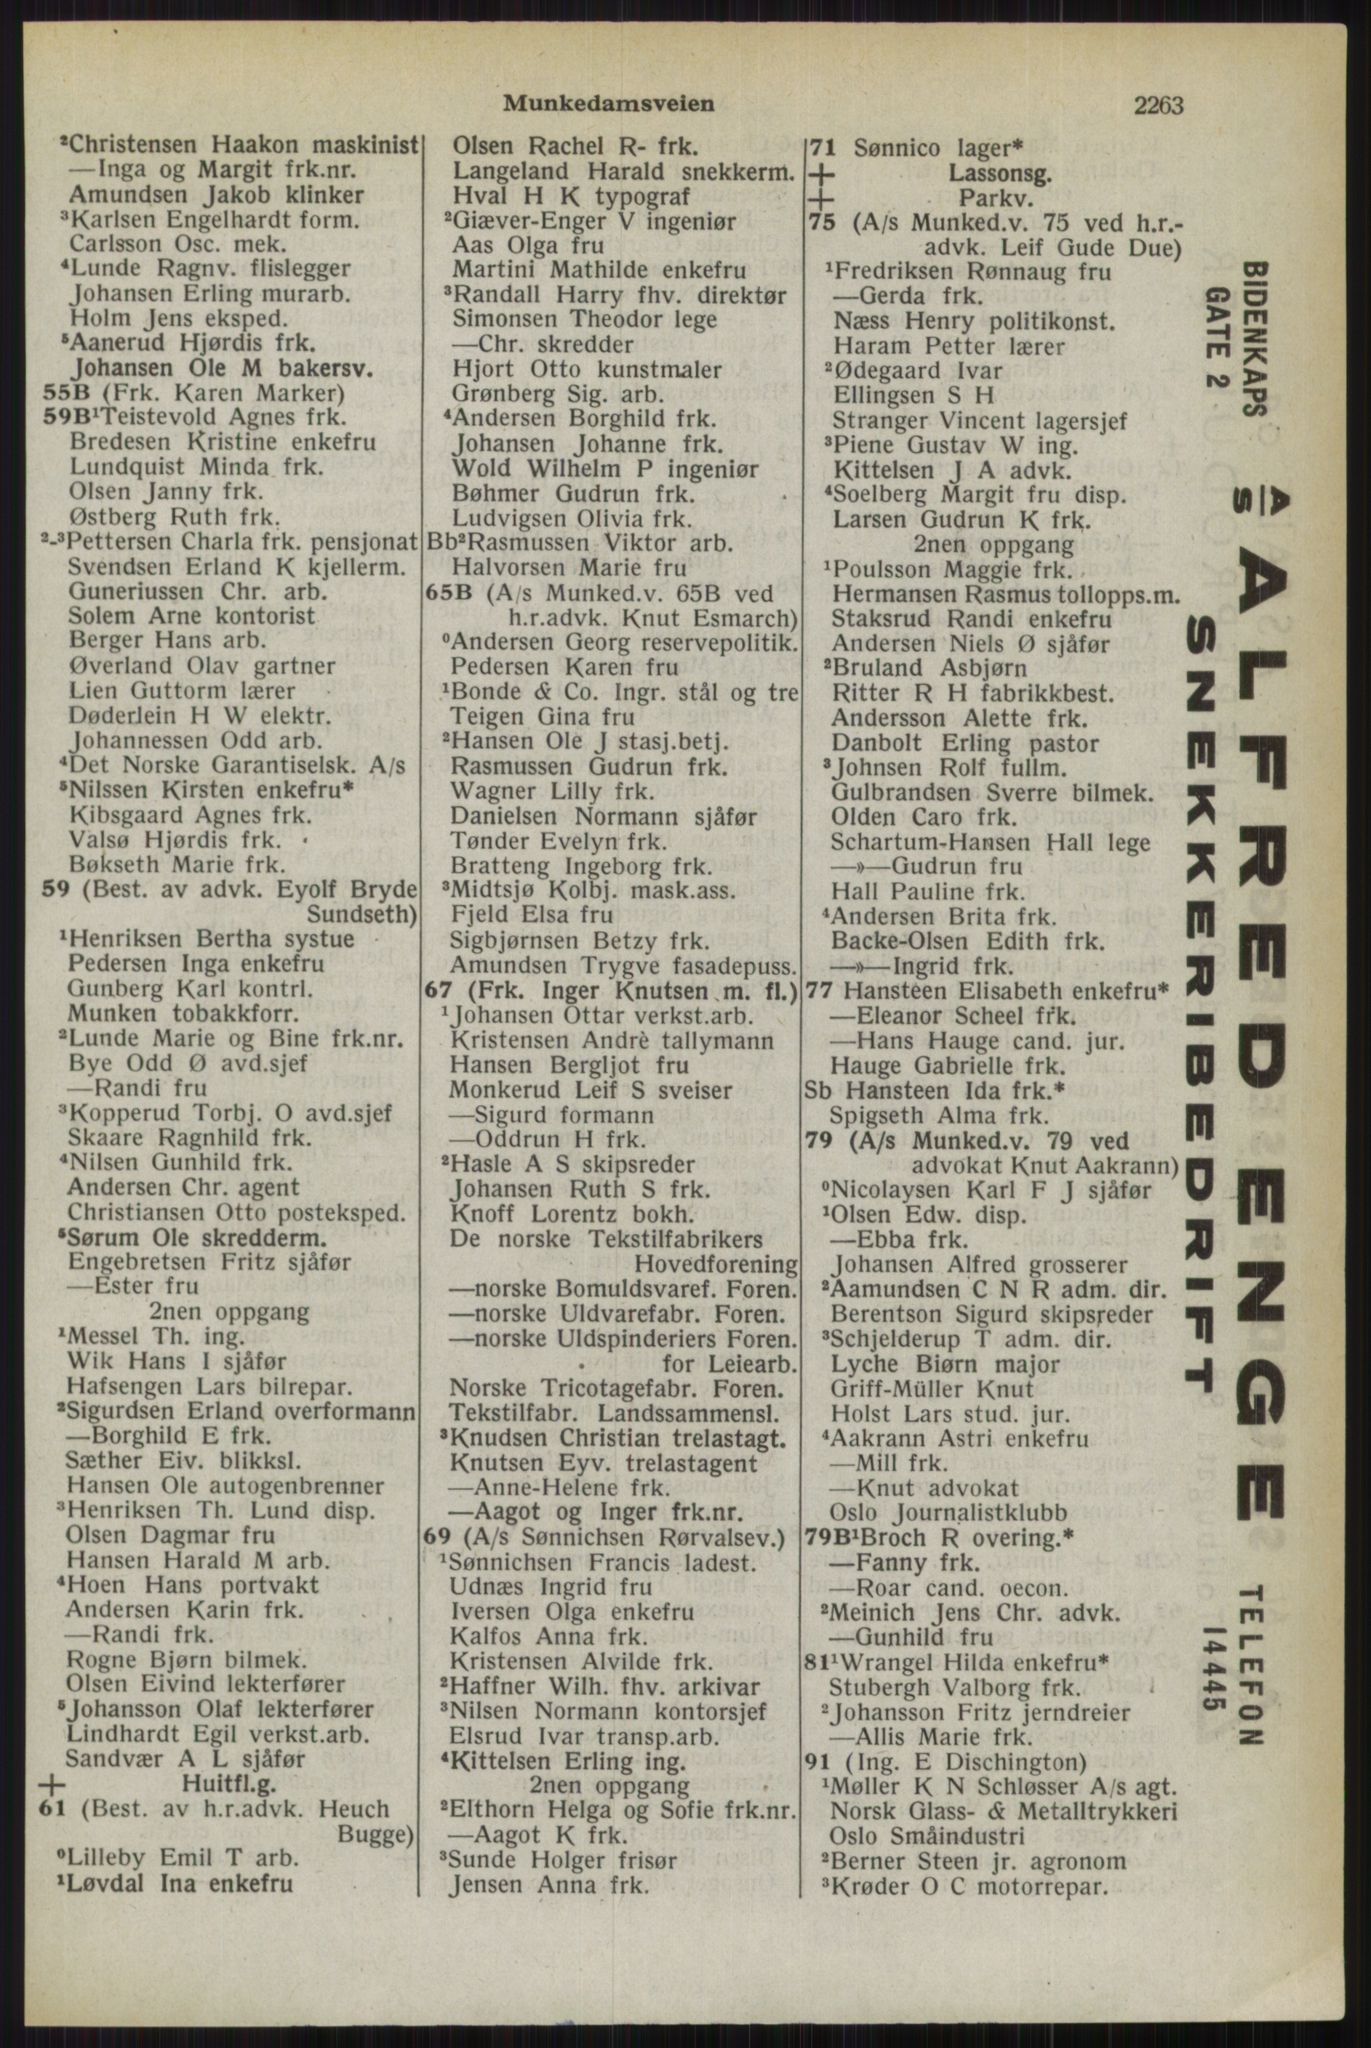 Munkedamsveien
2263
²Christensen Haakon maskinist
—Inga og Margit frk.nr.
Amundsen Jakob klinker
³Karlsen Engelhardt form.
Carlsson Osc. mek.
⁴Lunde Ragnv. flislegger
Johansen Erling murarb.
Holm Jens eksped.
⁵Aanerud Hjørdis frk.
Johansen Ole M bakersv.
55B (Frk. Karen Marker)
59B¹Teistevold Agnes frk.
Bredesen Kristine enkefru
Lundquist Minda frk.
Olsen Janny frk.
Østberg Ruth frk.
²-³Pettersen Charla frk. pensjonat
Svendsen Erland K kjellerm.
Guneriussen Chr. arb.
Solem Arne kontorist
Berger Hans arb.
Øverland Olav gartner
Lien Guttorm lærer
Døderlein H W elektr.
Johannessen Odd arb.
⁴Det Norske Garantiselsk. A/s
⁵Nilssen Kirsten enkefru*
Kibsgaard Agnes frk.
Valsø Hjørdis frk.
Bøkseth Marie frk.
59 (Best. av advk. Eyolf Bryde
Sundseth)
¹Henriksen Bertha systue
Pedersen Inga enkefru
Gunberg Karl kontrl.
Munken tobakkforr.
²Lunde Marie og Bine frk.nr.
Bye Odd Ø avd.sjef
—Randi fru
³Kopperud Torbj. O avd.sjef
Skaare Ragnhild frk.
⁴Nilsen Gunhild frk.
Andersen Chr. agent
Christiansen Otto posteksped.
⁵Sørum Ole skredderm.
Engebretsen Fritz sjåfør
—Ester fru
2nen oppgang
¹Messel Th. ing.
Wik Hans I sjåfør
Hafsengen Lars bilrepar.
²Sigurdsen Erland overformann
—Borghild E frk.
Sæther Eiv. blikksl.
Hansen Ole autogenbrenner
³Henriksen Th. Lund disp.
Olsen Dagmar fru
Hansen Harald M arb.
⁴Hoen Hans portvakt
Andersen Karin frk.
—Randi frk.
Rogne Bjørn bilmek.
Olsen Eivind lekterfører
⁵Johansson Olaf lekterfører
Lindhardt Egil verkst.arb.
Sandvær A L sjåfør
+ Huitfl.g.
61 (Best. av h.r.advk. Heuch
Bugge)
⁰Lilleby Emil T arb.
¹Løvdal Ina enkefru
Olsen Rachel R- frk.
Langeland Harald snekkerm.
Hval H K typograf
²Giæver-Enger V ingeniør
Aas Olga fru
Martini Mathilde enkefru
³Randall Harry fhv. direktør
Simonsen Theodor lege
—Chr. skredder
Hjort Otto kunstmaler
Grønberg Sig. arb.
⁴Andersen Borghild frk.
Johansen Johanne frk.
Wold Wilhelm P ingeniør
Bøhmer Gudrun frk.
Ludvigsen Olivia frk.
Bb²Rasmussen Viktor arb.
Halvorsen Marie fru
65B (A/s Munked.v. 65B ved
h.r.advk. Knut Esmarch)
⁰Andersen Georg reservepolitik.
Pedersen Karen fru
¹Bonde & Co. Ingr. stål og tre
Teigen Gina fru
²Hansen Ole J stasj.betj.
Rasmussen Gudrun frk.
Wagner Lilly frk.
Danielsen Normann sjåfør
Tønder Evelyn frk.
Bratteng Ingeborg frk.
³Midtsjø Kolbj. mask.ass.
Fjeld Elsa fru
Sigbjørnsen Betzy frk.
Amundsen Trygve fasadepuss.
67 (Frk. Inger Knutsen m. fl.)
¹Johansen Ottar verkst.arb.
Kristensen Andrè tallymann
Hansen Bergljot fru
Monkerud Leif S sveiser
—Sigurd formann
—Oddrun H frk.
²Hasle A S skipsreder
Johansen Ruth S frk.
Knoff Lorentz bokh.
De norske Tekstilfabrikers
Hovedforening
—norske Bomuldsvaref. Foren.
—norske Uldvarefabr. Foren.
—norske Uldspinderiers Foren.
for Leiearb.
Norske Tricotagefabr. Foren.
Tekstilfabr. Landssammensl.
³Knudsen Christian trelastagt.
Knutsen Eyv. trelastagent
—Anne-Helene frk.
—Aagot og Inger frk.nr.
69 (A/s Sønnichsen Rørvalsev.)
¹Sønnichsen Francis ladest.
Udnæs Ingrid fru
Iversen Olga enkefru
Kalfos Anna frk.
Kristensen Alvilde frk.
²Haffner Wilh. fhv. arkivar
³Nilsen Normann kontorsjef
Elsrud Ivar transp.arb.
⁴Kittelsen Erling ing.
2nen oppgang
²Elthorn Helga og Sofie frk.nr.
—Aagot K frk.
³Sunde Holger frisør
Jensen Anna frk.
71 Sønnico lager*
+ Lassonsg.
+ Parkv.
75 (A/s Munked.v. 75 ved h.r.-
advk. Leif Gude Due)
¹Fredriksen Rønnaug fru
—Gerda frk.
Næss Henry politikonst.
Haram Petter lærer
²Ødegaard Ivar
Ellingsen S H
Stranger Vincent lagersjef
³Piene Gustav W ing.
Kittelsen J A advk.
⁴Soelberg Margit fru disp.
Larsen Gudrun K frk.
2nen oppgang
¹Poulsson Maggie frk.
Hermansen Rasmus tollopps.m.
Staksrud Randi enkefru
Andersen Niels Ø sjåfør
²Bruland Asbjørn
Ritter R H fabrikkbest.
Andersson Alette frk.
Danbolt Erling pastor
³Johnsen Rolf fullm.
Gulbrandsen Sverre bilmek.
Olden Caro frk.
Schartum-Hansen Hall lege
—»—Gudrun fru
Hall Pauline frk.
⁴Andersen Brita frk.
Backe-Olsen Edith frk.
—»—Ingrid frk.
77 Hansteen Elisabeth enkefru*
—Eleanor Scheel frk.
—Hans Hauge cand. jur.
Hauge Gabrielle frk.
Sb Hansteen Ida frk.*
Spigseth Alma frk.
79 (A/s Munked.v. 79 ved
advokat Knut Aakrann)
⁰Nicolaysen Karl F J sjåfør
¹Olsen Edw. disp.
—Ebba frk.
Johansen Alfred grosserer
²Aamundsen C N R adm. dir.
Berentson Sigurd skipsreder
³Schjelderup T adm. dir.
Lyche Biørn major
Griff-Müller Knut
Holst Lars stud. jur.
⁴Aakrann Astri enkefru
—Mill frk.
—Knut advokat
Oslo Journalistklubb
79B¹Broch R overing.*
—Fanny frk.
—Roar cand. oecon.
²Meinich Jens Chr. advk.
—Gunhild fru
81¹Wrangel Hilda enkefru*
Stubergh Valborg frk.
²Johansson Fritz jerndreier
—Allis Marie frk.
91 (Ing. E Dischington)
¹Møller K N Schløsser A/s agt.
Norsk Glass- & Metalltrykkeri
Oslo Småindustri
²Berner Steen jr. agronom
³Krøder O C motorrepar.
BIDENKAPS
GATE 2
A/S ALFRED ENGE
SNEKKERIBEDRIFT
TELEFON
14445